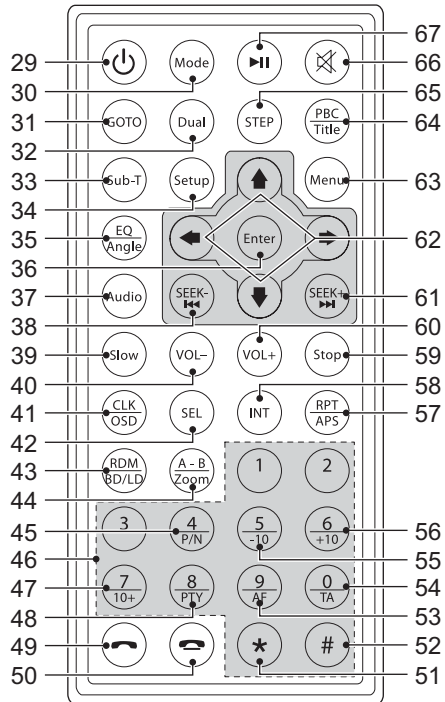 67
29 66
30 Mode
65
31 GOTO Dual STEP PBC
Title 64
32
33 Sub-T Setup Menu 63
34
35 EQ
Angle Enter 62
36
37 Audio SEEK- SEEK+ 61
38
60
39 Slow VOL– VOL+ Stop 59
40
58
41 CLK
OSD SEL INT RPT
APS 57
42
43 RDM
BD/LD A - B
Zoom 1 2
44
45 3 4
P/N 5
-10 6
+10 56
46 55
47 7
10+ 8
PTY 9
AF 0
TA 54
48 53
49 * # 52
50 51